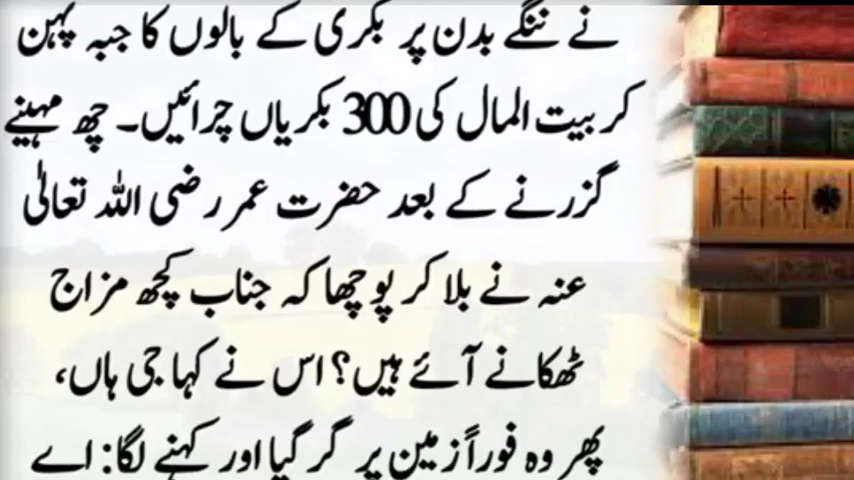 نے ننگے بدن پر بکری کے بالوں کا جبہ پہن
کر بیت المال کی 300 بکریاں چرائیں۔ چھ مہینے
گزرنے کے بعد حضرت عمر رضی اللہ تعالیٰ
عنہ نے بلا کر پوچھا کہ جناب کچھ مزاج
ٹھکانے آئے ہیں؟ اس نے کہا جی ہاں،
پھر وہ فوراً زمین پر گر گیا اور کہنے لگا: اے